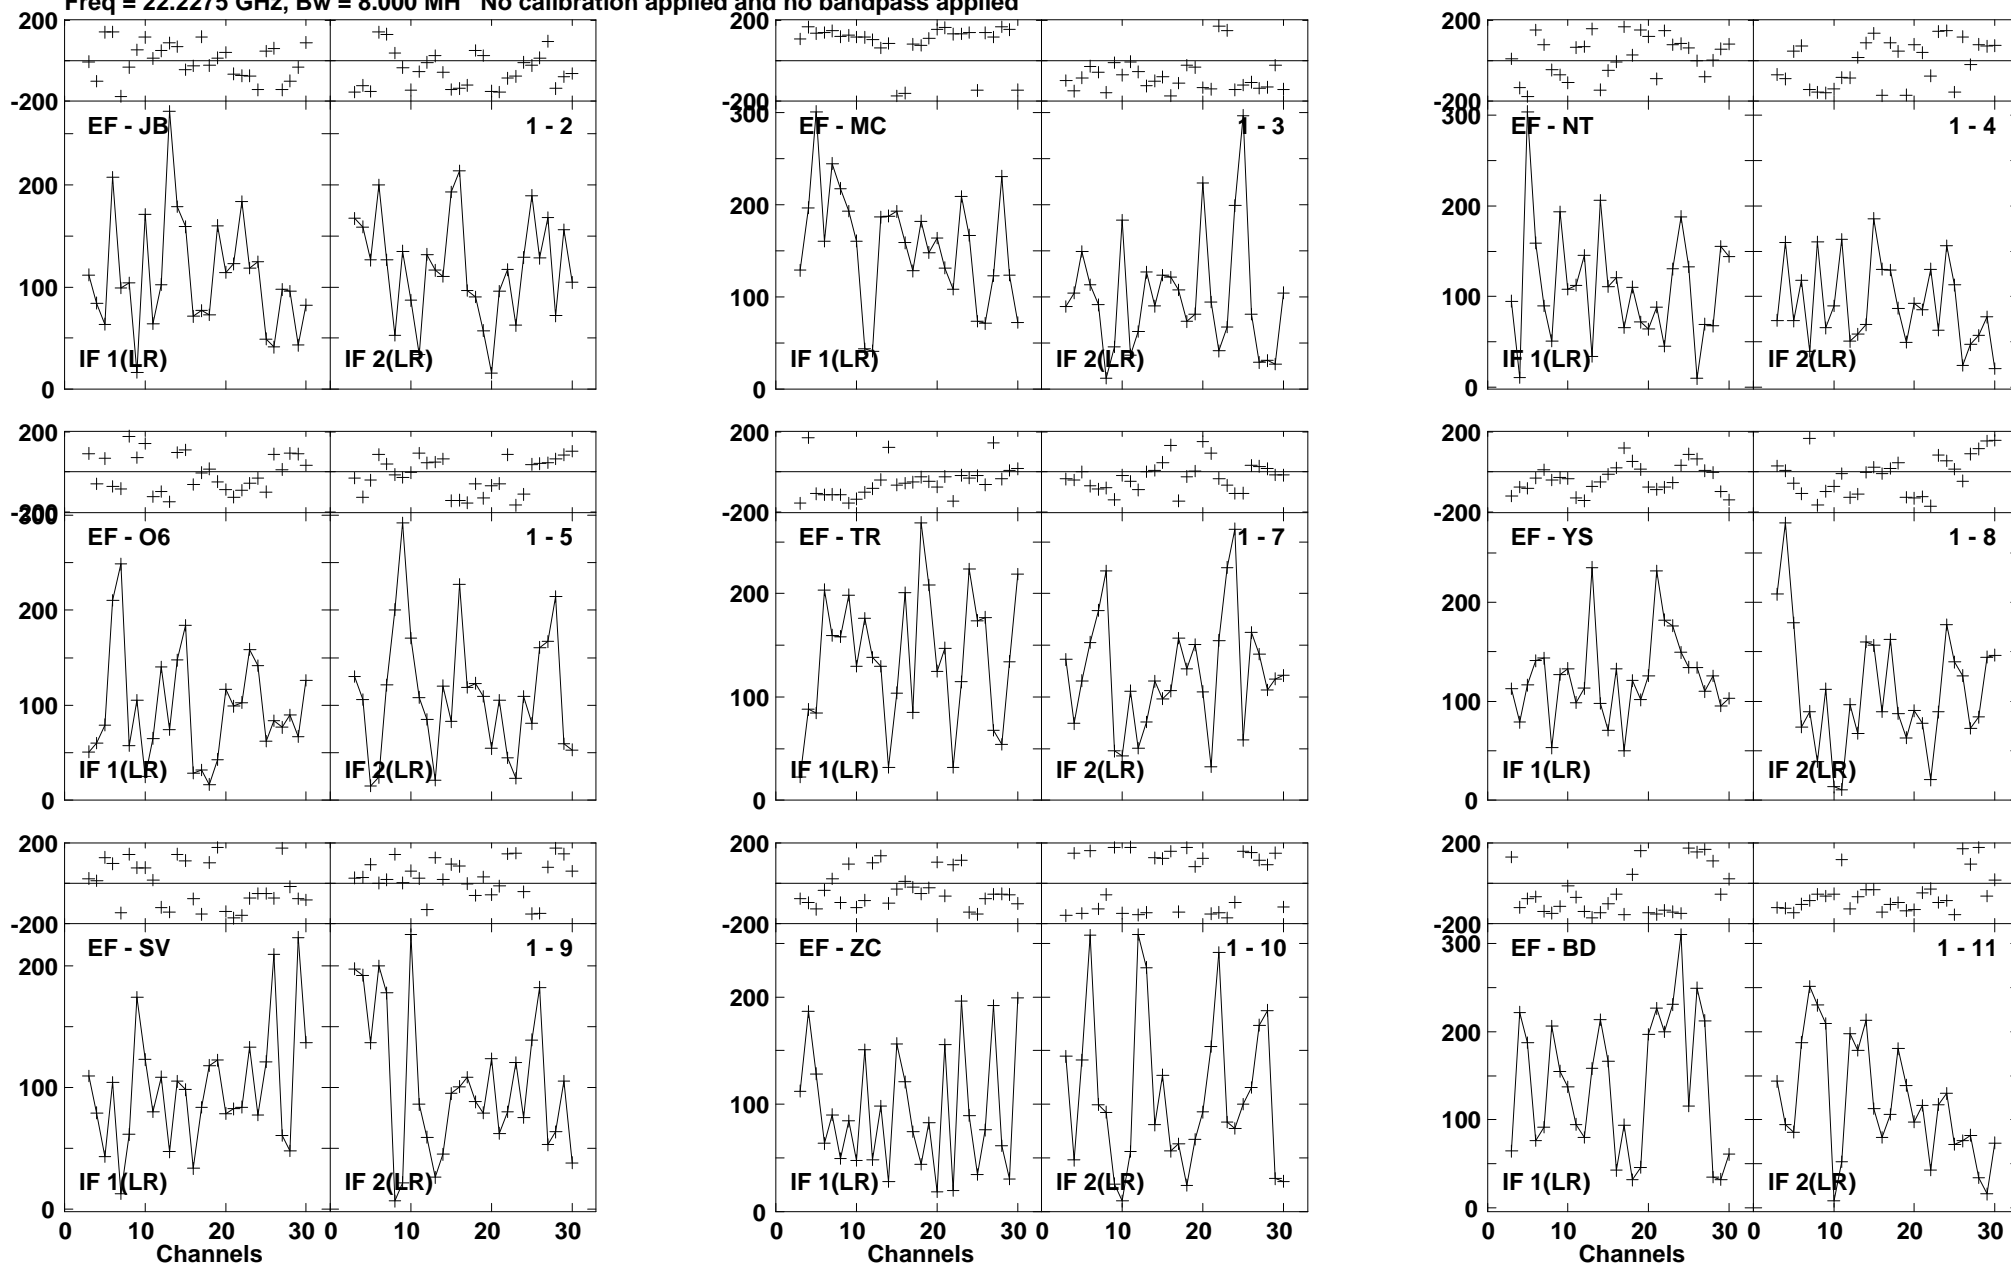 Freq = 22.2275 GHz, Bw = 8.000 MH No calibration applied and no bandpass applied
200 200 200
-200 -200 -200
300 300
EF - JB 1 - 2 EF - MC 1 - 3 EF - NT 1 - 4
200 200 200
100 100 100
IF 1(LR) IF 2(LR) IF 1(LR) IF 2(LR) IF 1(LR) IF 2(LR)
0 0 0
200 200 200
-200 -200 -200
300
EF - O6 1 - 5 EF - TR 1 - 7 EF - YS 1 - 8
200 200 200
100 100 100
IF 1(LR) IF 2(LR) IF 1(LR) IF 2(LR) IF 1(LR) IF 2(LR)
0 0 0
200 200 200
-200 -200 -200
EF - SV 1 - 9 EF - ZC 1 - 10 EF - BD 1 - 11
300
200 200 200
100 100 100
IF 1(LR) IF 2(LR) IF 1(LR) IF 2(LR) IF 1(LR) IF 2(LR)
0 0 0
0 10 20 30 0 10 20 30 0 10 20 30 0 10 20 30 0 10 20 30 0 10 20 30
Channels Channels Channels